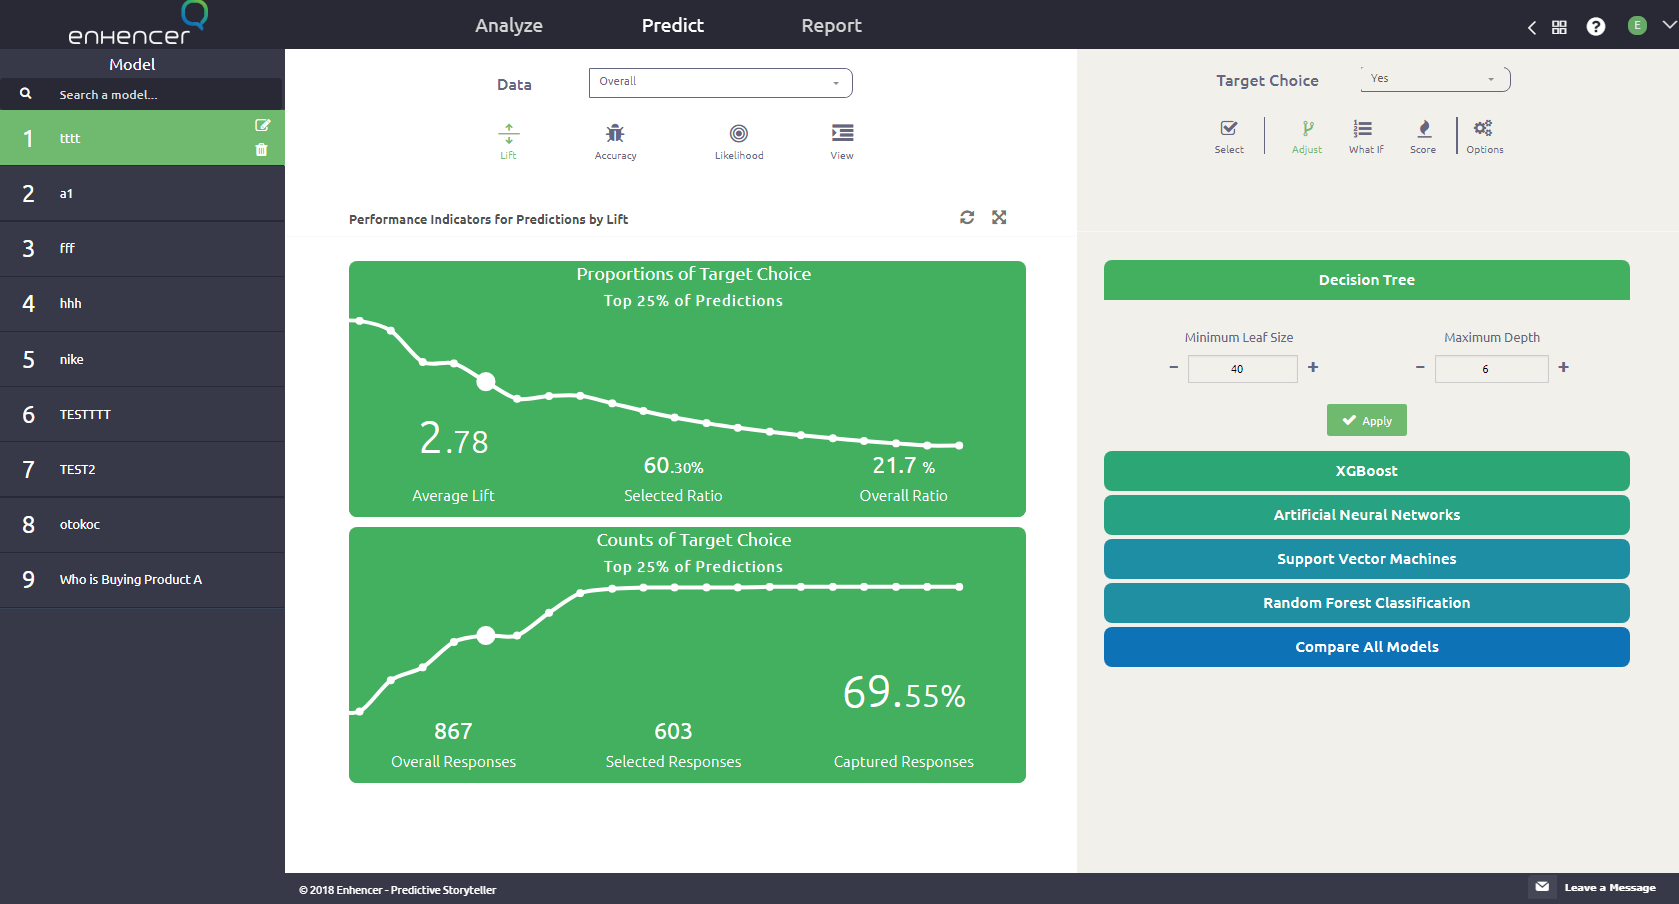 enHencer
Analyze
Predict
Report
E
Model
Search a model...
1 tttt
2 a1
3 fff
4 hhh
5 nike
6 TESTTTT
7 TEST2
8 otokoc
9 Who is Buying Product A
Data
Overall
Lift
Accuracy
Likelihood
View
Performance Indicators for Predictions by Lift
Proportions of Target Choice
Top 25% of Predictions
2.78
Average Lift
60.30%
Selected Ratio
21.7 %
Overall Ratio
Counts of Target Choice
Top 25% of Predictions
867
Overall Responses
603
Selected Responses
69.55%
Captured Responses
Target Choice
Yes
Select
Adjust
What If
Score
Options
Decision Tree
Minimum Leaf Size
Maximum Depth
− 40 +
− 6 +
Apply
XGBoost
Artificial Neural Networks
Support Vector Machines
Random Forest Classification
Compare All Models
© 2018 Enhencer - Predictive Storyteller
Leave a Message